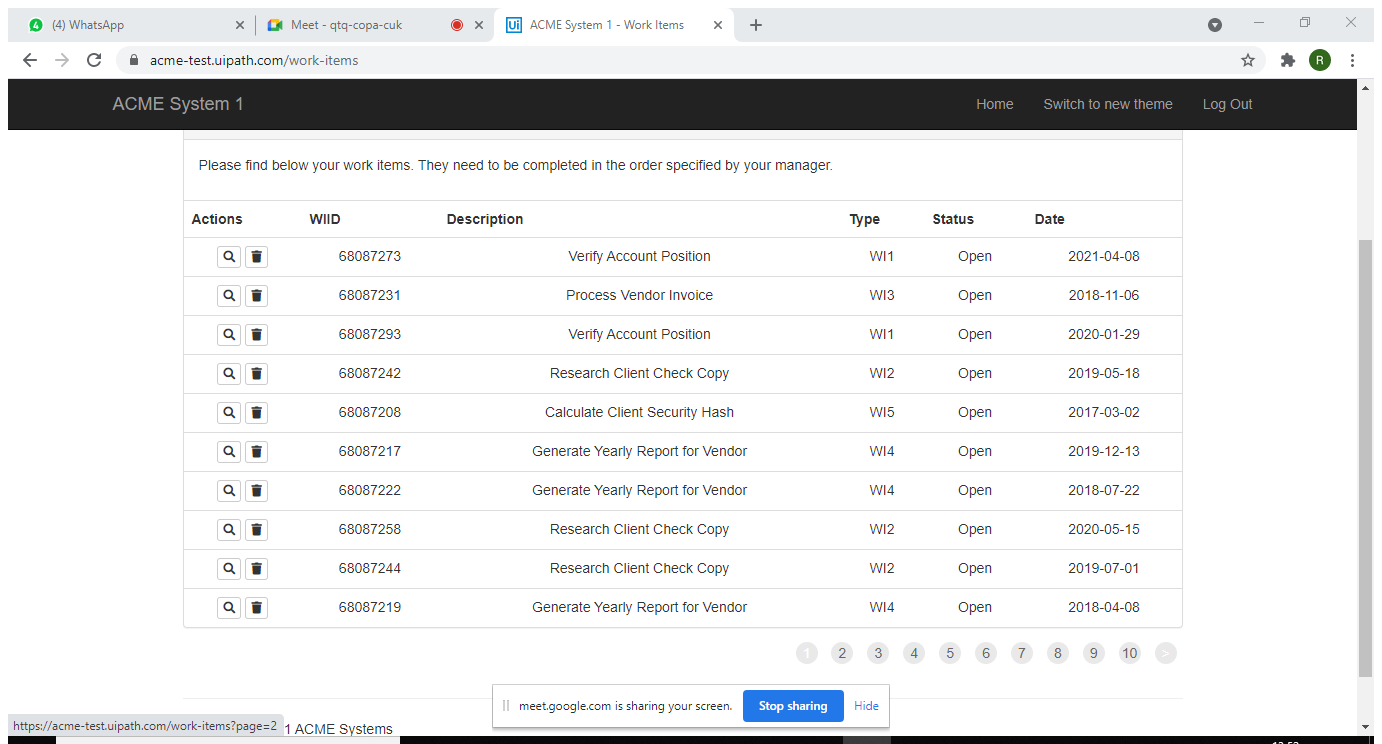 (4) WhatsApp
Meet - qtq-copa-cuk
Ui ACME System 1 - Work Items
acme-test.uipath.com/work-items
R
ACME System 1 Home Switch to new theme Log Out
Please find below your work items. They need to be completed in the order specified by your manager.
Actions WIID Description Type Status Date
68087273 Verify Account Position WI1 Open 2021-04-08
68087231 Process Vendor Invoice WI3 Open 2018-11-06
68087293 Verify Account Position WI1 Open 2020-01-29
68087242 Research Client Check Copy WI2 Open 2019-05-18
68087208 Calculate Client Security Hash WI5 Open 2017-03-02
68087217 Generate Yearly Report for Vendor WI4 Open 2019-12-13
68087222 Generate Yearly Report for Vendor WI4 Open 2018-07-22
68087258 Research Client Check Copy WI2 Open 2020-05-15
68087244 Research Client Check Copy WI2 Open 2019-07-01
68087219 Generate Yearly Report for Vendor WI4 Open 2018-04-08
1 2 3 4 5 6 7 8 9 10 >
meet.google.com is sharing your screen. Stop sharing Hide
https://acme-test.uipath.com/work-items?page=2 1 ACME Systems